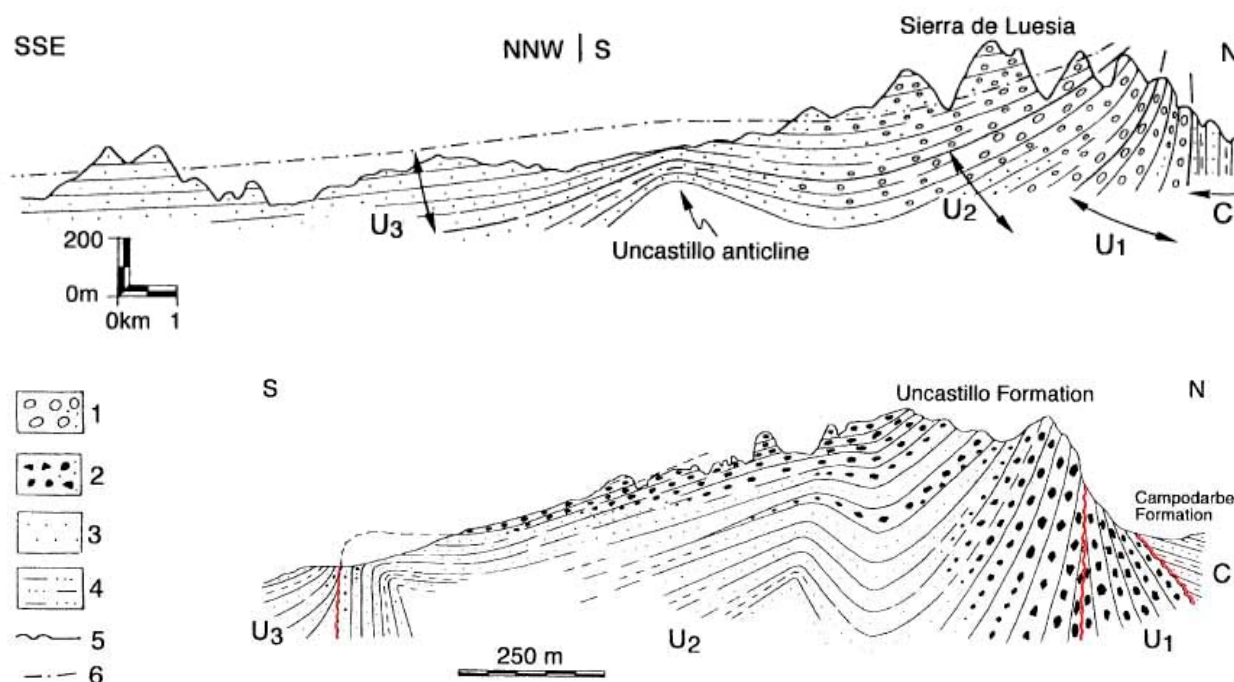 SSE
NNW | S
Sierra de Luesia
N
U3
Uncastillo anticline
U2
U1
C
200
0m
0km 1
S
Uncastillo Formation
N
1
2
3
4
5
6
Campodarbe
Formation
C
U3
U2
U1
250 m